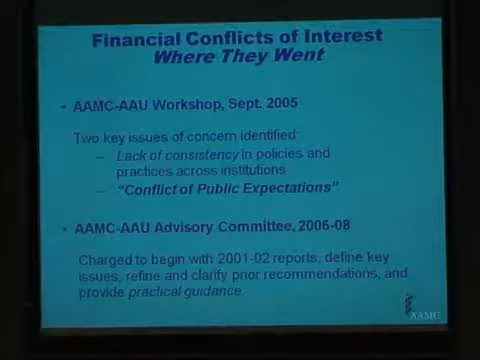 Financial Conflicts of Interest
Where They Went
• AAMC-AAU Workshop, Sept. 2005
Two key issues of concern identified
– Lack of consistency in policies and
practices across institutions
– “Conflict of Public Expectations”
• AAMC-AAU Advisory Committee, 2006-08
Charged to begin with 2001-02 reports, define key
issues, refine and clarify prior recommendations, and
provide practical guidance.
AAMC